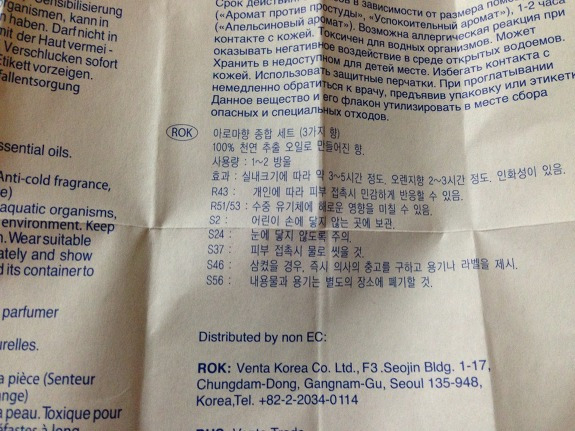 Sensibilisierung
rganismen, kann in
n haben. Darf nicht in
mit der Haut vermei-
Verschlucken sofort
Etikett vorzeigen.
fallentsorgung
ssential oils.
Anti-cold fragrance,
e)
aquatic organisms,
environment. Keep
n. Wear suitable
ately and show
d its container to
parfumer
urelles.
a pièce (Senteur
nge)
a peau. Toxique pour
éfaster à long
Срок действия в зависимости от размера поме
(«Аромат против простуды», «Успокоительный аромат»), 1-2 часа
(«Апельсиновый аромат»). Возможна аллергическая реакция при
контакте с кожей. Токсичен для водных организмов. Может
оказывать негативное воздействие в среде открытых водоемов.
Хранить в недоступном для детей месте. Избегать контакта с
кожей. Использовать защитные перчатки. При проглатывании
немедленно обратиться к врачу, предъявив упаковку или этикетк
Данное вещество и его флакон утилизировать в месте сбора
опасных и специальных отходов.
ROK 아로마향 종합 세트 (3가지 향)
100% 천연 추출 오일로 만들어진 향.
사용량 : 1~2 방울
효과 : 실내크기에 따라 약 3~5시간 정도, 오렌지향 2~3시간 정도. 인화성이 있음.
R43 : 개인에 따라 피부 접촉시 민감하게 반응할 수 있음.
R51/53 : 수중 유기체에 해로운 영향을 미칠 수 있음.
S2 : 어린이 손에 닿지 않는 곳에 보관.
S24 : 눈에 닿지 않도록 주의.
S37 : 피부 접촉시 물로 씻을 것.
S46 : 삼켰을 경우, 즉시 의사의 충고를 구하고 용기나 라벨을 제시.
S56 : 내용물과 용기는 별도의 장소에 폐기할 것.
Distributed by non EC:
ROK: Venta Korea Co. Ltd., F3 .Seojin Bldg. 1-17,
Chungdam-Dong, Gangnam-Gu, Seoul 135-948,
Korea,Tel. +82-2-2034-0114